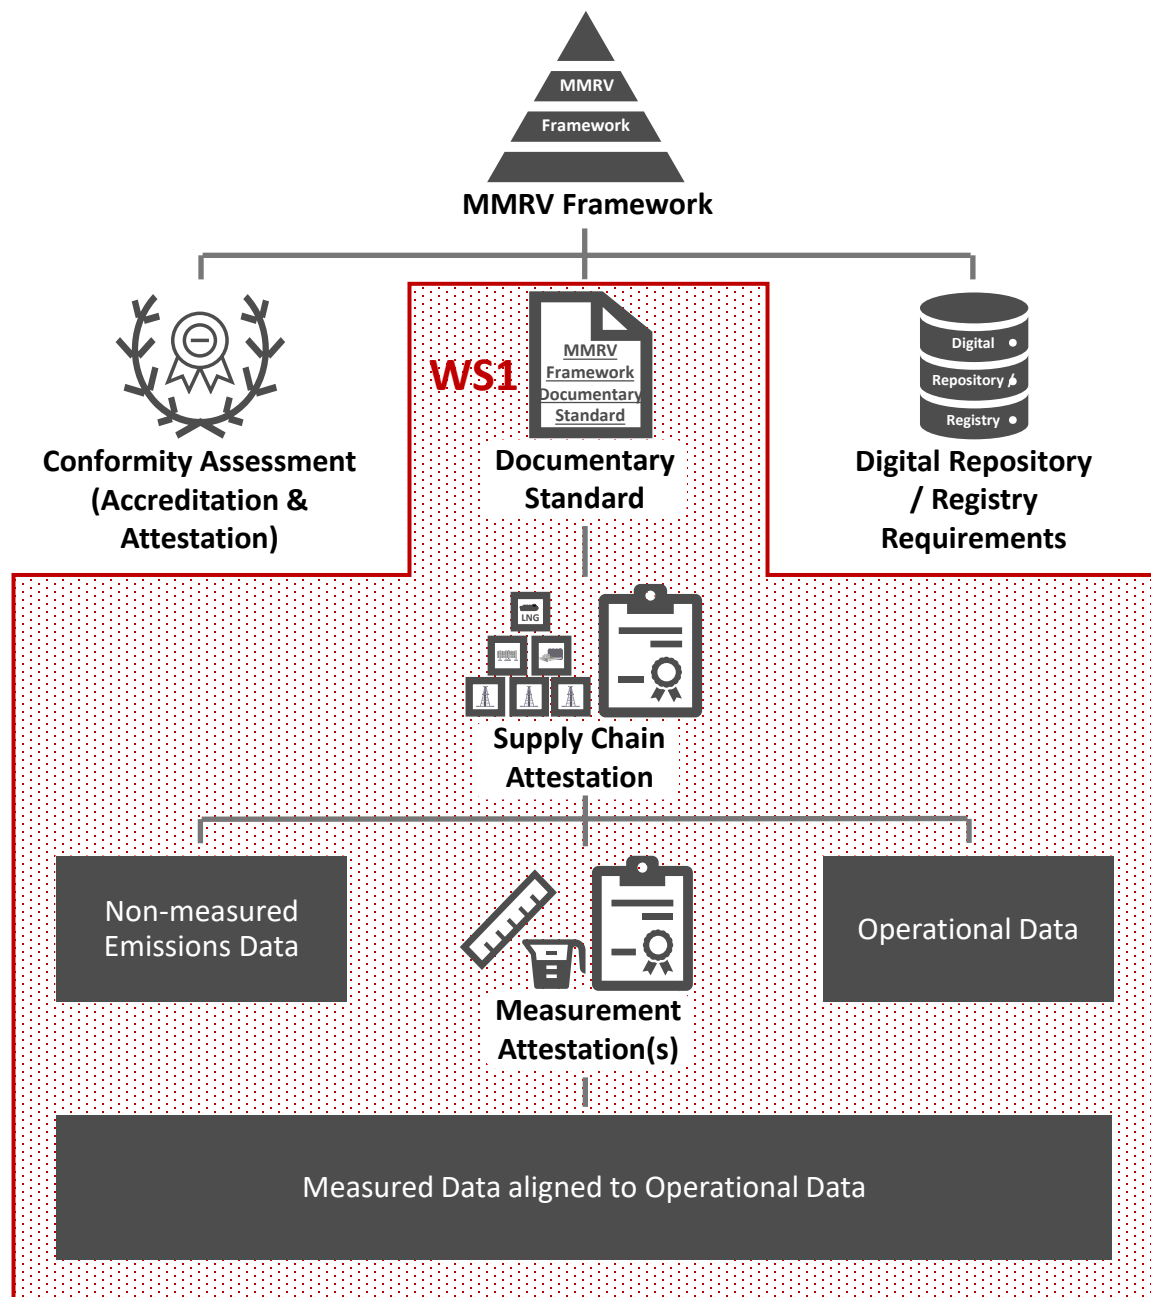 MMRV
Framework
MMRV Framework
WS1
MMRV
Framework
Documentary
Standard
Digital
Repository /
Registry
Conformity Assessment
(Accreditation &
Attestation)
Documentary
Standard
Digital Repository
/ Registry
Requirements
LNG
Supply Chain
Attestation
Non-measured
Emissions Data
Operational Data
Measurement
Attestation(s)
Measured Data aligned to Operational Data